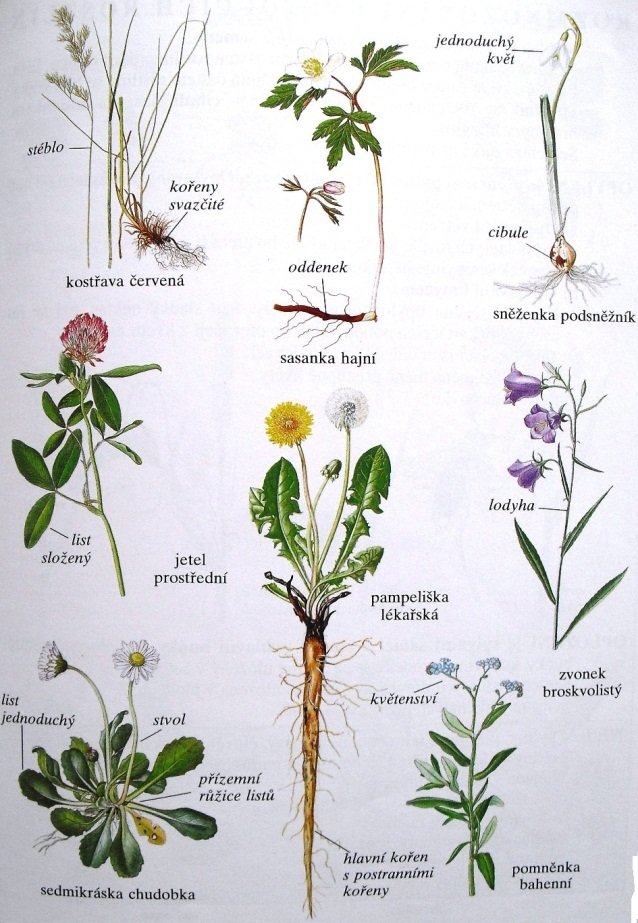 jednoduchý
květ
stéblo
kořeny
svazčité
cibule
oddenek
kostřava červená
sněženka podsněžník
sasanka hajní
lodyha
list
složený
jetel
prostřední
pampeliška
lékařská
zvonek
broskvolistý
list
jednoduchý
stvol
květenství
přízemní
růžice listů
hlavní kořen
s postranními
kořeny
pomněnka
bahenní
sedmikráska chudobka